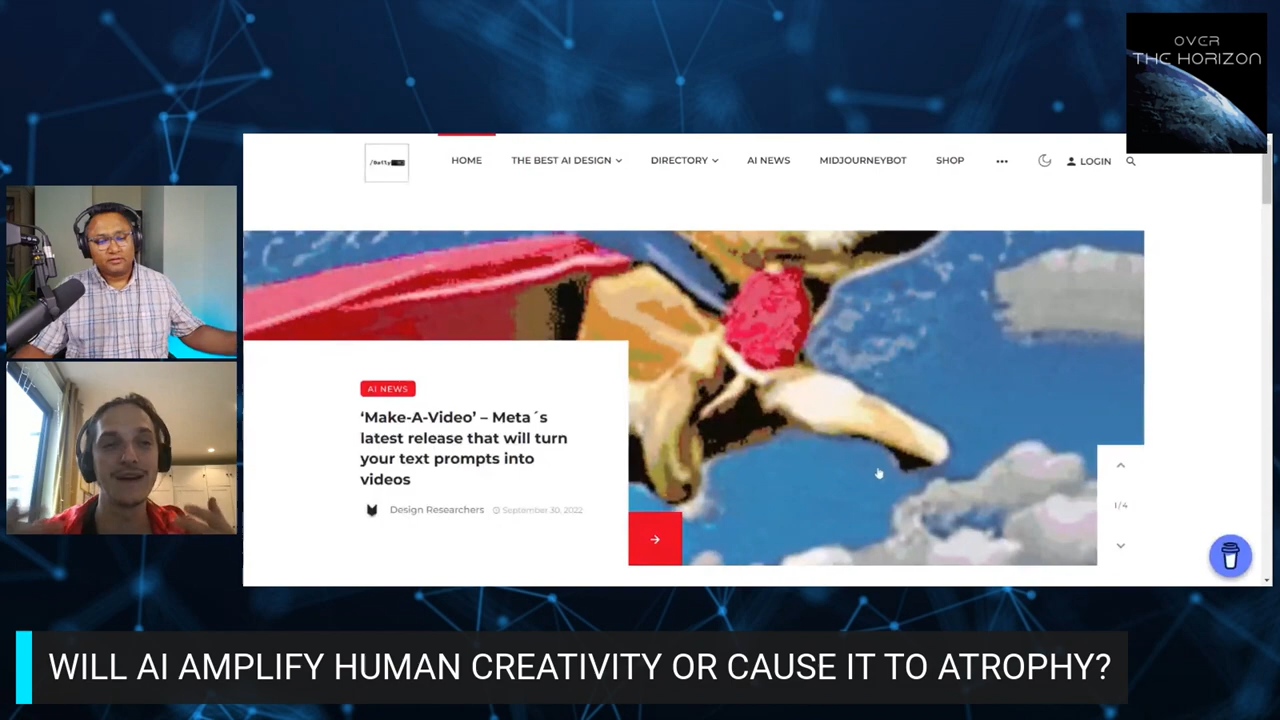 OVER
THE HORIZON
HOME
THE BEST AI DESIGN
DIRECTORY
AI NEWS
MIDJOURNEYBOT
SHOP
LOGIN
AI NEWS
‘Make-A-Video’ – Meta´s
latest release that will turn
your text prompts into
videos
Design Researchers
September 30, 2022
1/4
WILL AI AMPLIFY HUMAN CREATIVITY OR CAUSE IT TO ATROPHY?